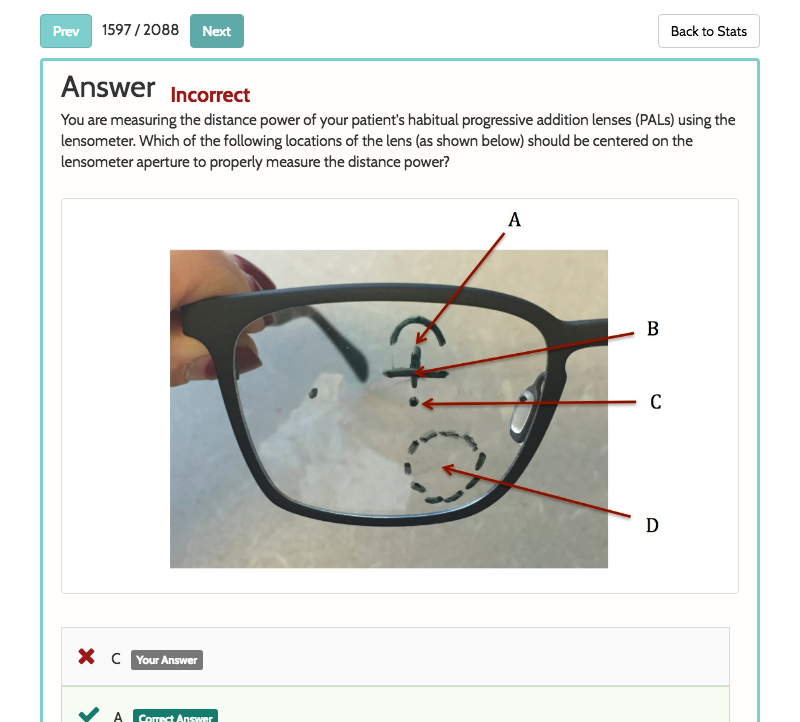 Prev 1597 / 2088 Next Back to Stats
Answer Incorrect
You are measuring the distance power of your patient's habitual progressive addition lenses (PALs) using the
lensometer. Which of the following locations of the lens (as shown below) should be centered on the
lensometer aperture to properly measure the distance power?
A
B
C
D
C Your Answer
A Correct Answer